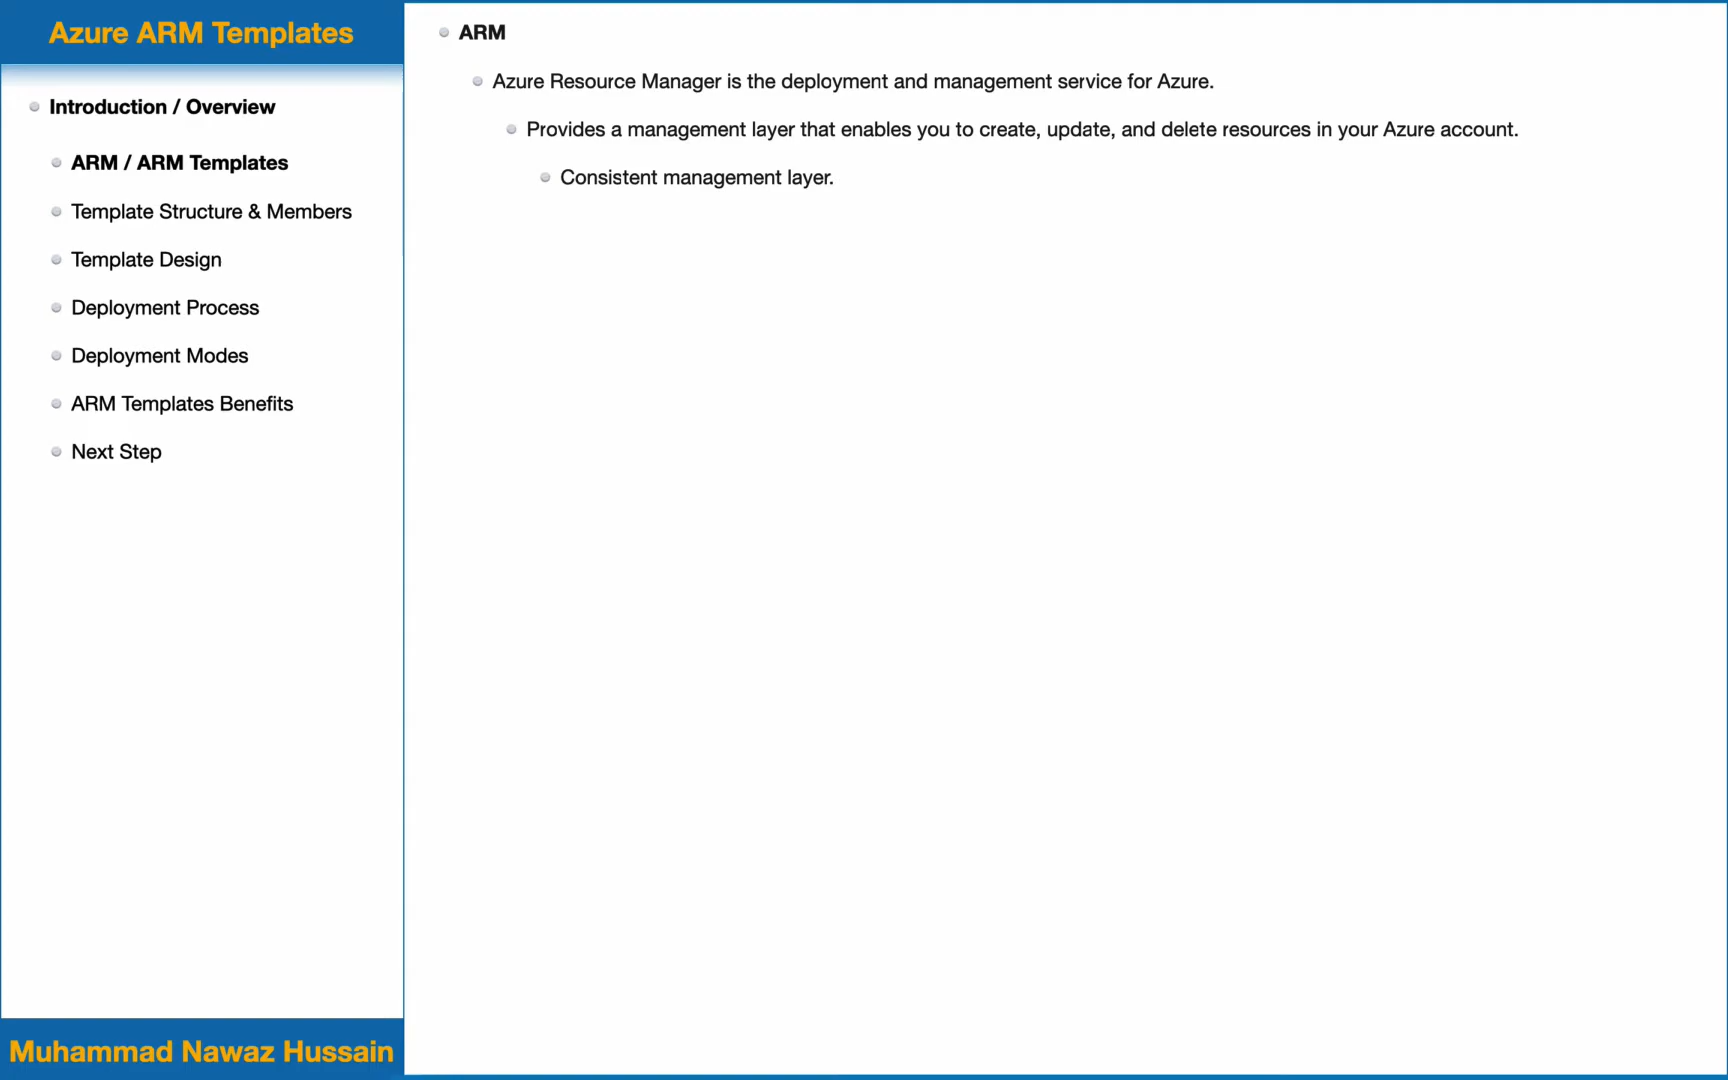 Azure ARM Templates
Introduction / Overview
ARM / ARM Templates
Template Structure & Members
Template Design
Deployment Process
Deployment Modes
ARM Templates Benefits
Next Step
Muhammad Nawaz Hussain
ARM
Azure Resource Manager is the deployment and management service for Azure.
Provides a management layer that enables you to create, update, and delete resources in your Azure account.
Consistent management layer.